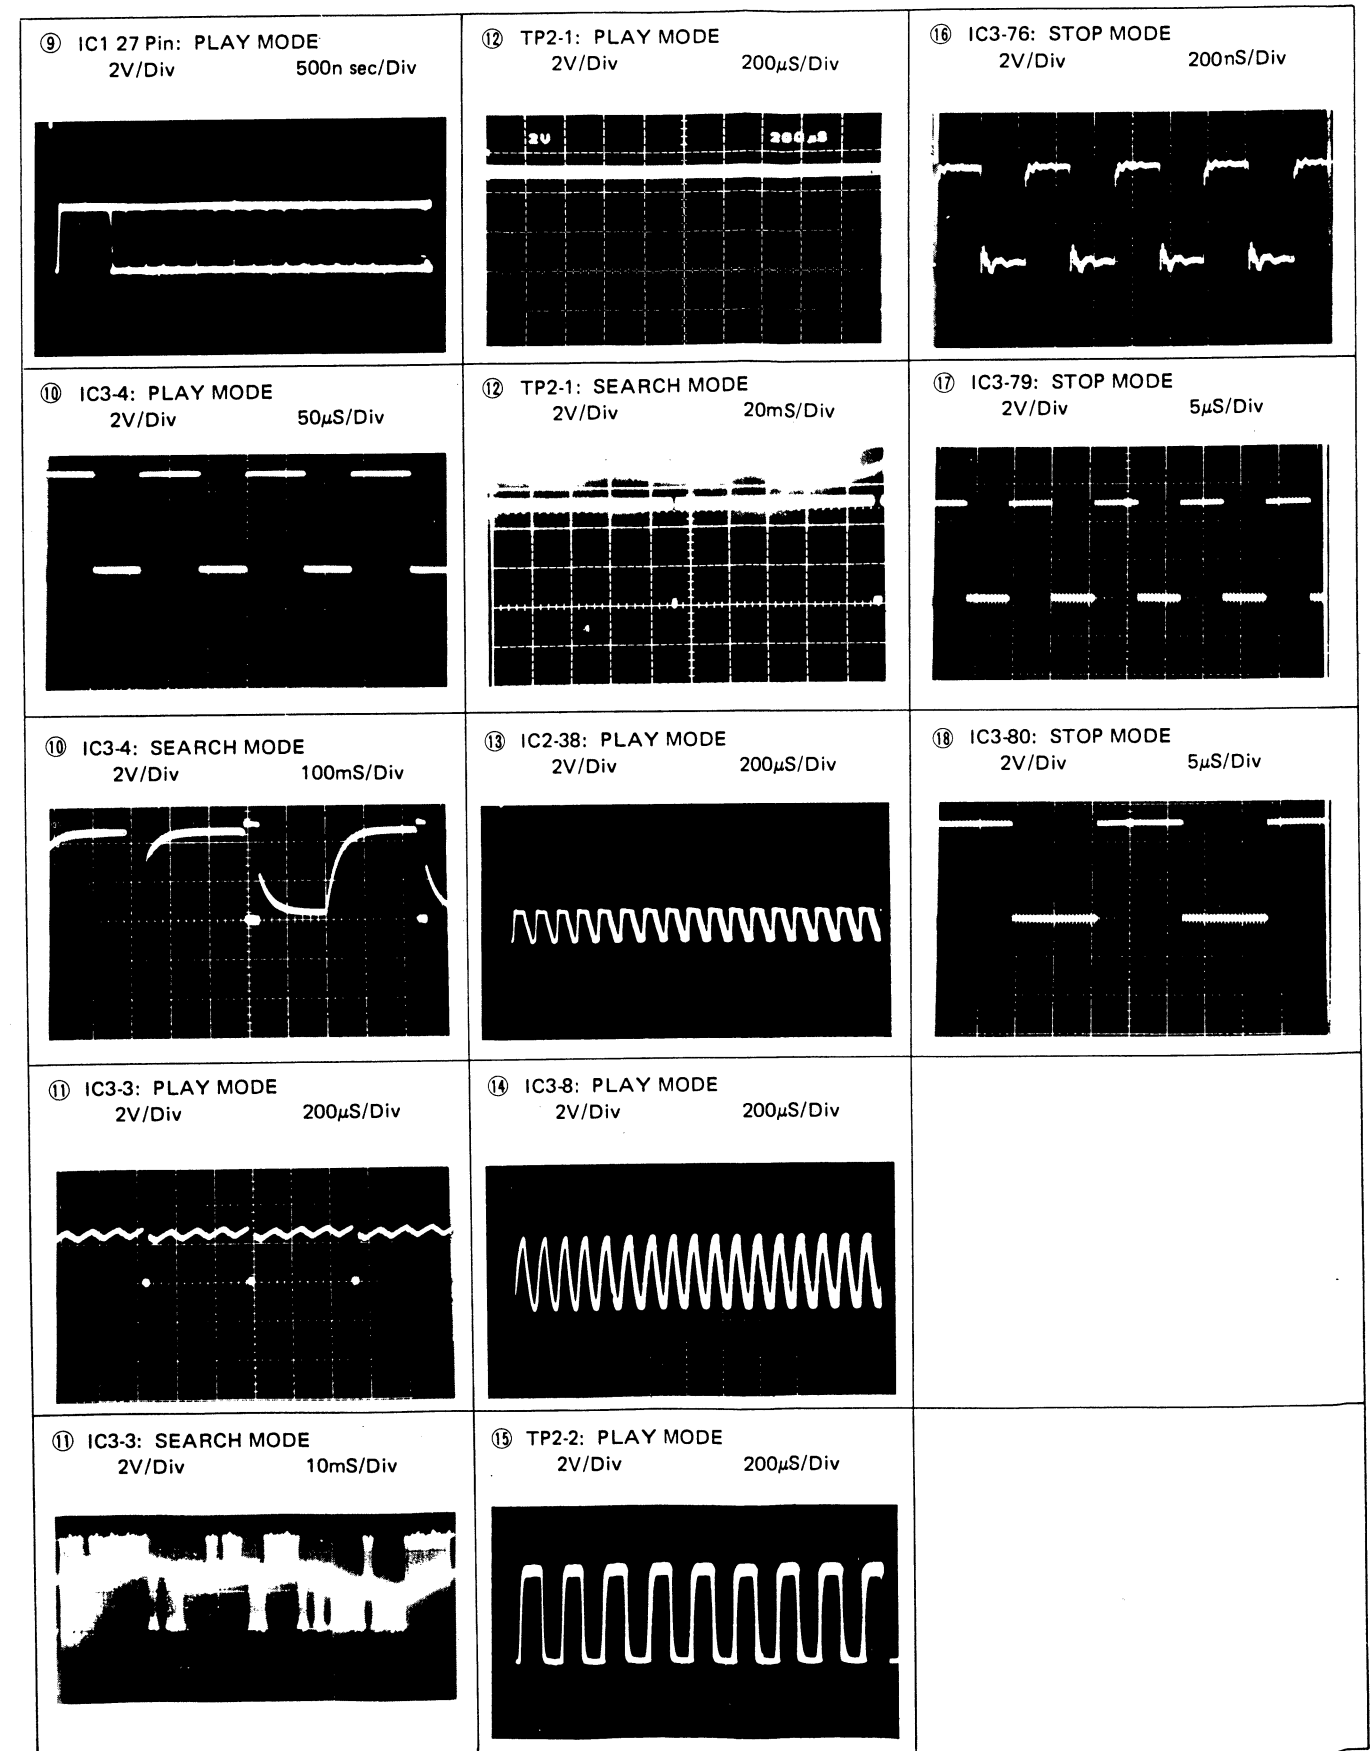 ⑨ IC1 27 Pin: PLAY MODE
2V/Div 500n sec/Div
⑩ IC3-4: PLAY MODE
2V/Div 50μS/Div
⑩ IC3-4: SEARCH MODE
2V/Div 100mS/Div
⑪ IC3-3: PLAY MODE
2V/Div 200μS/Div
⑪ IC3-3: SEARCH MODE
2V/Div 10mS/Div
⑫ TP2-1: PLAY MODE
2V/Div 200μS/Div
2V 200μS
⑫ TP2-1: SEARCH MODE
2V/Div 20mS/Div
⑬ IC2-38: PLAY MODE
2V/Div 200μS/Div
⑭ IC3-8: PLAY MODE
2V/Div 200μS/Div
⑮ TP2-2: PLAY MODE
2V/Div 200μS/Div
⑯ IC3-76: STOP MODE
2V/Div 200nS/Div
⑰ IC3-79: STOP MODE
2V/Div 5μS/Div
⑱ IC3-80: STOP MODE
2V/Div 5μS/Div